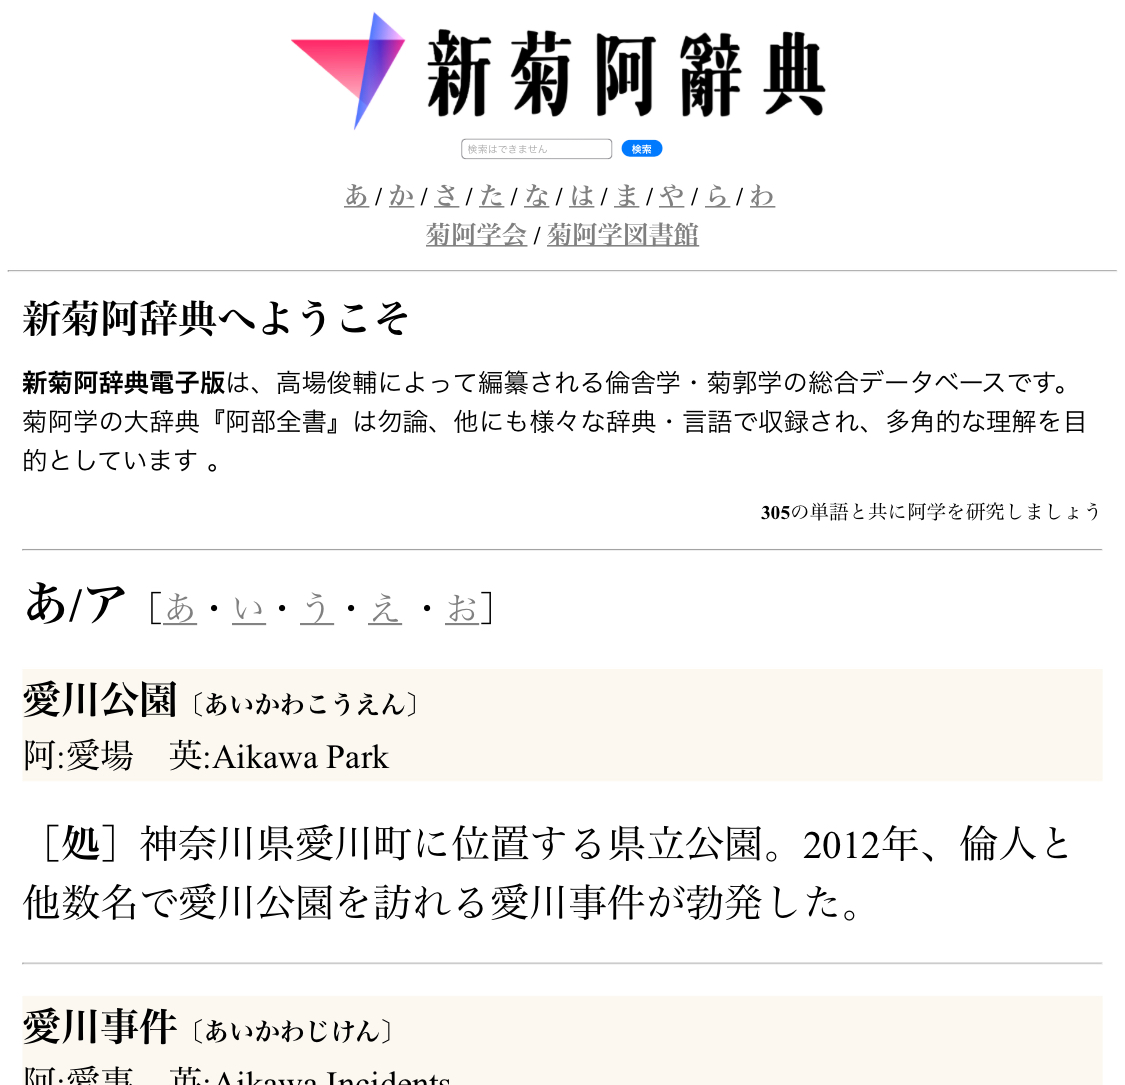 新菊阿辭典
検索はできません 検索
あ / か / さ / た / な / は / ま / や / ら / わ
菊阿学会 / 菊阿学図書館
新菊阿辞典へようこそ
新菊阿辞典電子版は、高場俊輔によって編纂される倫舎学・菊郭学の総合データベースです。
菊阿学の大辞典『阿部全書』は勿論、他にも様々な辞典・言語で収録され、多角的な理解を目
的としています 。
305の単語と共に阿学を研究しましょう
あ/ア［あ・い・う・え ・お］
愛川公園〔あいかわこうえん〕
阿:愛場　英:Aikawa Park
［処］神奈川県愛川町に位置する県立公園。2012年、倫人と
他数名で愛川公園を訪れる愛川事件が勃発した。
愛川事件〔あいかわじけん〕
阿:愛事　英:Aikawa Incidents